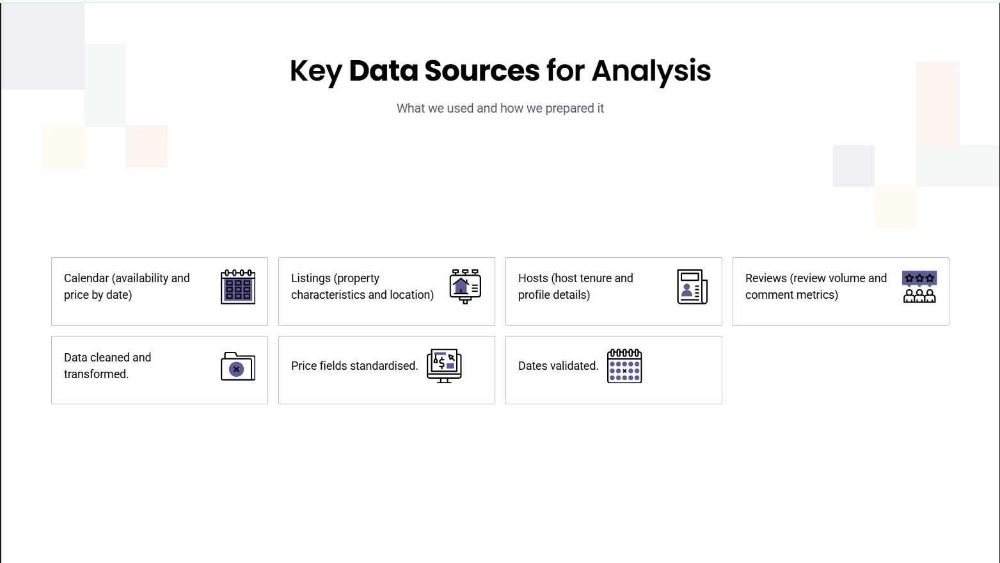 Key Data Sources for Analysis
What we used and how we prepared it
Calendar (availability and
price by date)
Listings (property
characteristics and location)
Hosts (host tenure and
profile details)
Reviews (review volume and
comment metrics)
Data cleaned and
transformed.
Price fields standardised.
Dates validated.